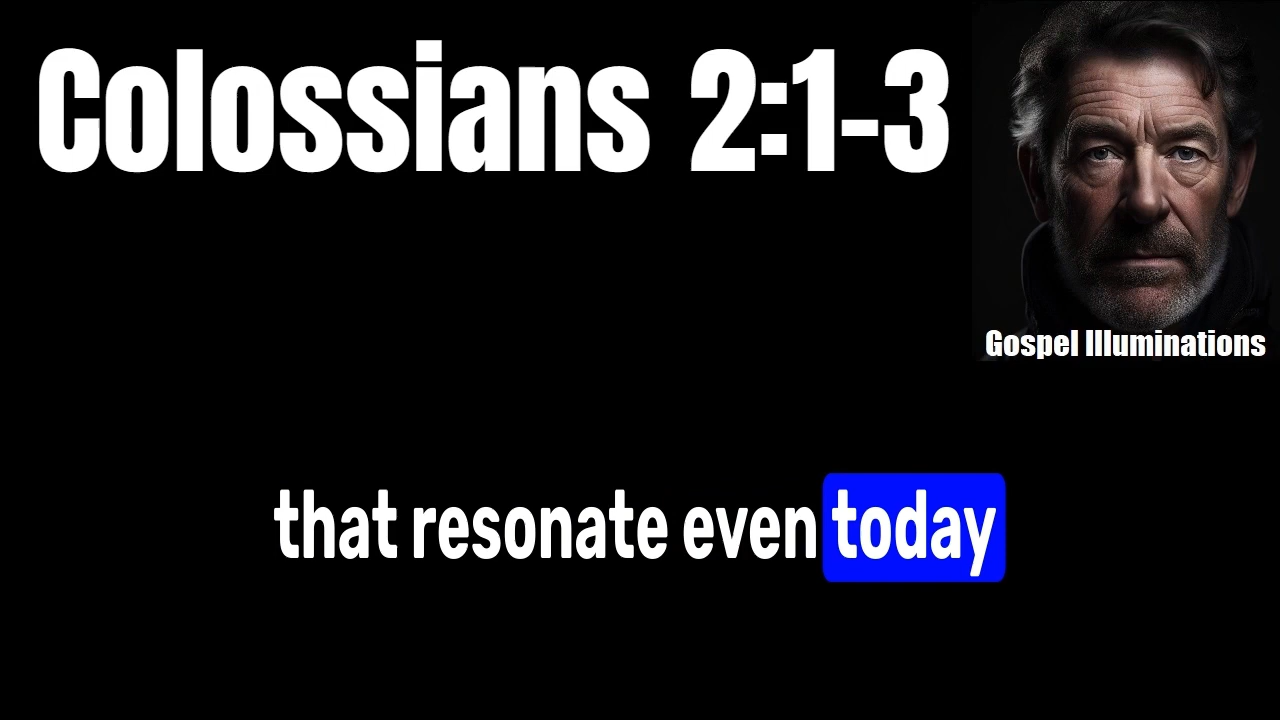 Colossians 2:1-3
Gospel Illuminations
that resonate even today